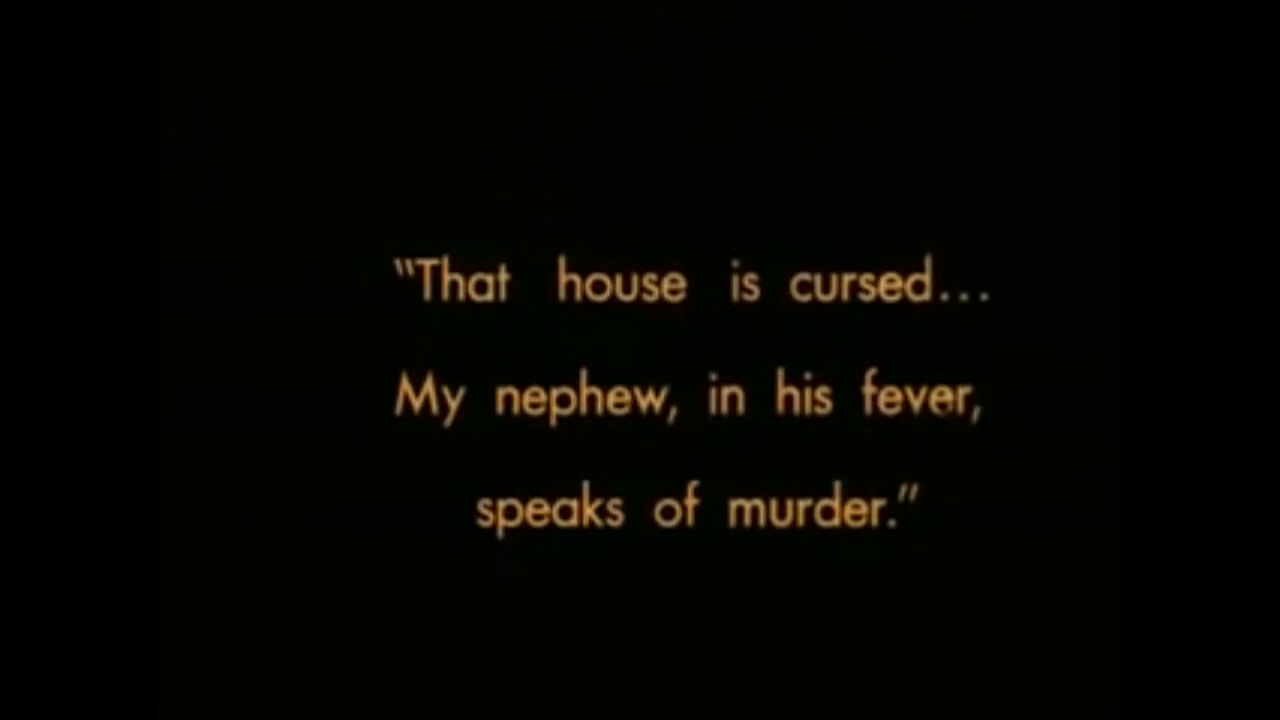 “That house is cursed...
My nephew, in his fever,
speaks of murder.”